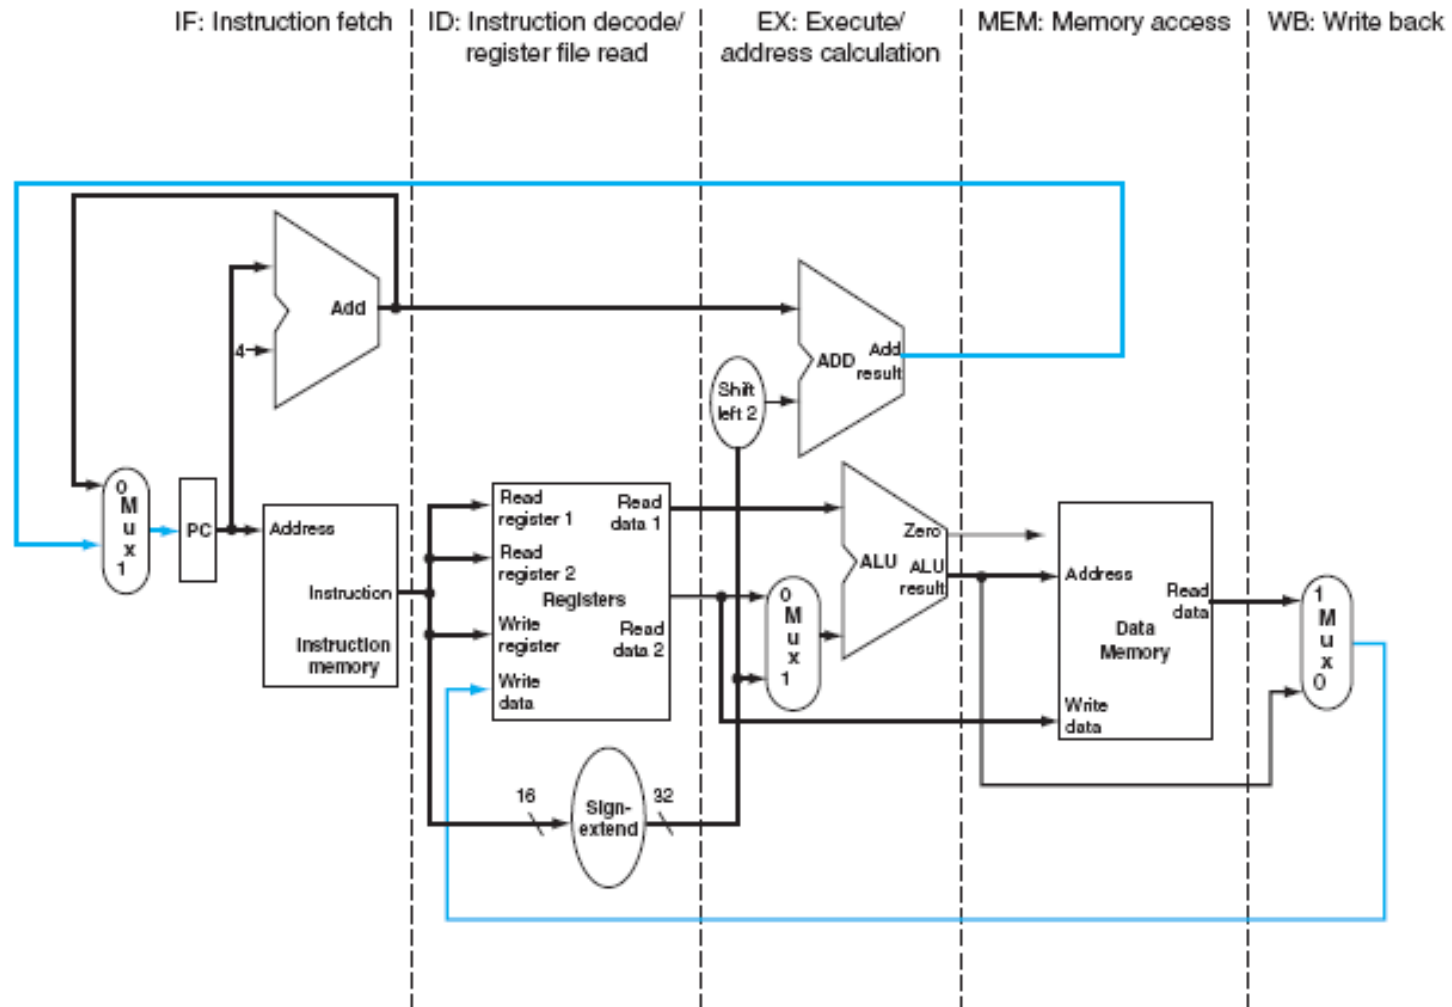 IF: Instruction fetch
ID: Instruction decode/
register file read
EX: Execute/
address calculation
MEM: Memory access
WB: Write back
Add
4
ADD
Add
result
Shift
left 2
0
M
u
x
1
PC
Address
Instruction
Instruction
memory
Read
register 1
Read
data 1
Read
register 2
Registers
Write
register
Read
data 2
Write
data
0
M
u
x
1
Zero
ALU
ALU
result
Address
Read
data
Data
Memory
Write
data
1
M
u
x
0
16
Sign-
extend
32